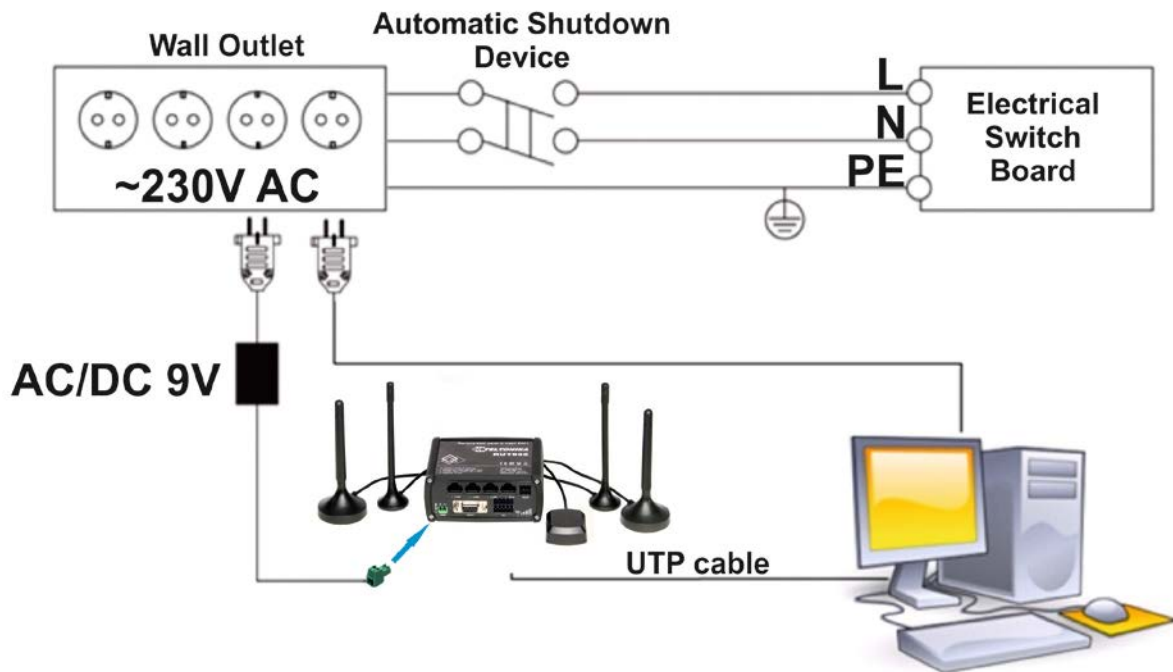 Wall Outlet
Automatic Shutdown
Device
~230V AC
L
N
PE
Electrical
Switch
Board
AC/DC 9V
UTP cable